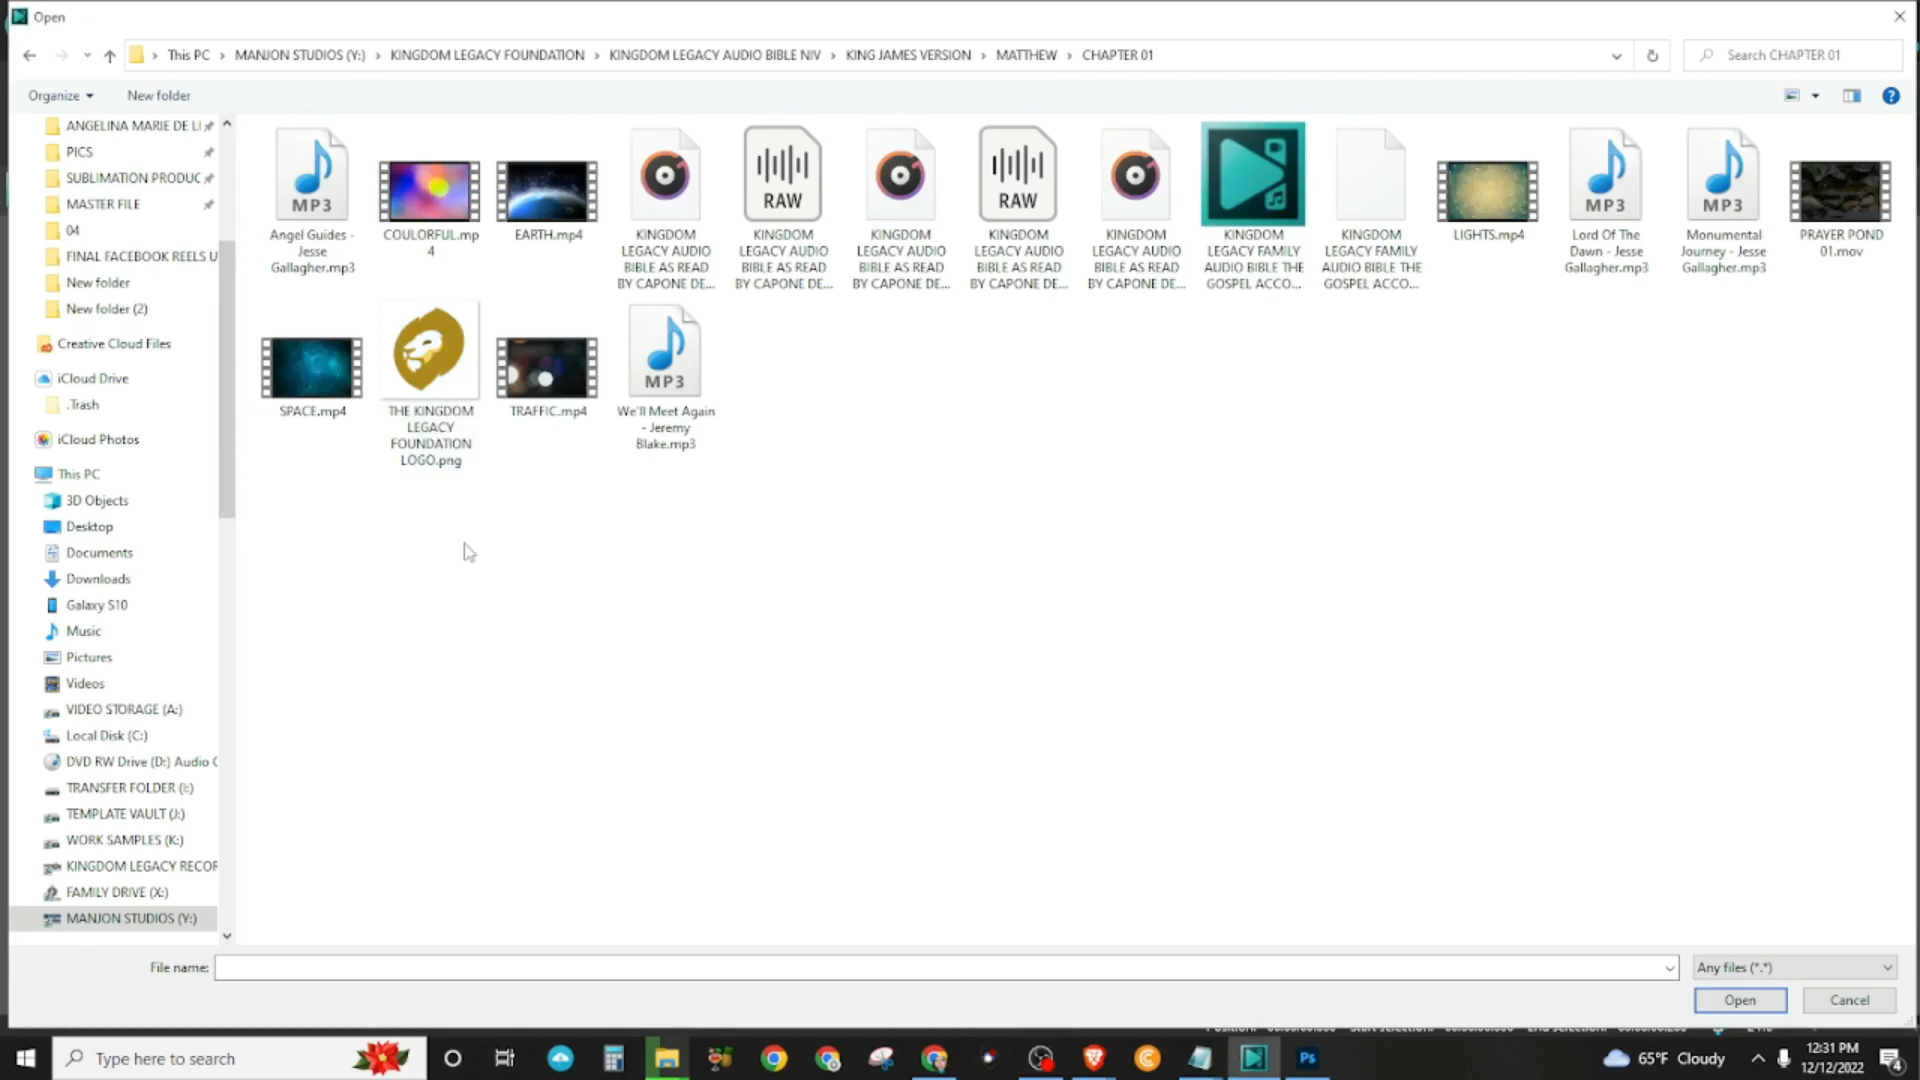 Open
This PC > MANJON STUDIOS (Y:) > KINGDOM LEGACY FOUNDATION > KINGDOM LEGACY AUDIO BIBLE NIV > KING JAMES VERSION > MATTHEW > CHAPTER 01
Search CHAPTER 01
Organize
New folder
ANGELINA MARIE DE LI
PICS
SUBLIMATION PRODUC
MASTER FILE
04
FINAL FACEBOOK REELS U
New folder
New folder (2)
Creative Cloud Files
iCloud Drive
.Trash
iCloud Photos
This PC
3D Objects
Desktop
Documents
Downloads
Galaxy S10
Music
Pictures
Videos
VIDEO STORAGE (A:)
Local Disk (C:)
DVD RW Drive (D:) Audio C
TRANSFER FOLDER (I:)
TEMPLATE VAULT (J:)
WORK SAMPLES (K:)
KINGDOM LEGACY RECOR
FAMILY DRIVE (X:)
MANJON STUDIOS (Y:)
MP3
Angel Guides -
Jesse
Gallagher.mp3
COULORFUL.mp
4
EARTH.mp4
KINGDOM
LEGACY AUDIO
BIBLE AS READ
BY CAPONE DE...
RAW
KINGDOM
LEGACY AUDIO
BIBLE AS READ
BY CAPONE DE...
KINGDOM
LEGACY AUDIO
BIBLE AS READ
BY CAPONE DE...
RAW
KINGDOM
LEGACY AUDIO
BIBLE AS READ
BY CAPONE DE...
KINGDOM
LEGACY AUDIO
BIBLE AS READ
BY CAPONE DE...
KINGDOM
LEGACY FAMILY
AUDIO BIBLE THE
GOSPEL ACCO...
KINGDOM
LEGACY FAMILY
AUDIO BIBLE THE
GOSPEL ACCO...
LIGHTS.mp4
MP3
Lord Of The
Dawn - Jesse
Gallagher.mp3
MP3
Monumental
Journey - Jesse
Gallagher.mp3
PRAYER POND
01.mov
SPACE.mp4
THE KINGDOM
LEGACY
FOUNDATION
LOGO.png
TRAFFIC.mp4
MP3
We'll Meet Again
- Jeremy
Blake.mp3
File name:
Any files (*.*)
Open
Cancel
Type here to search
Ps
65°F Cloudy
12:31 PM
12/12/2022
4